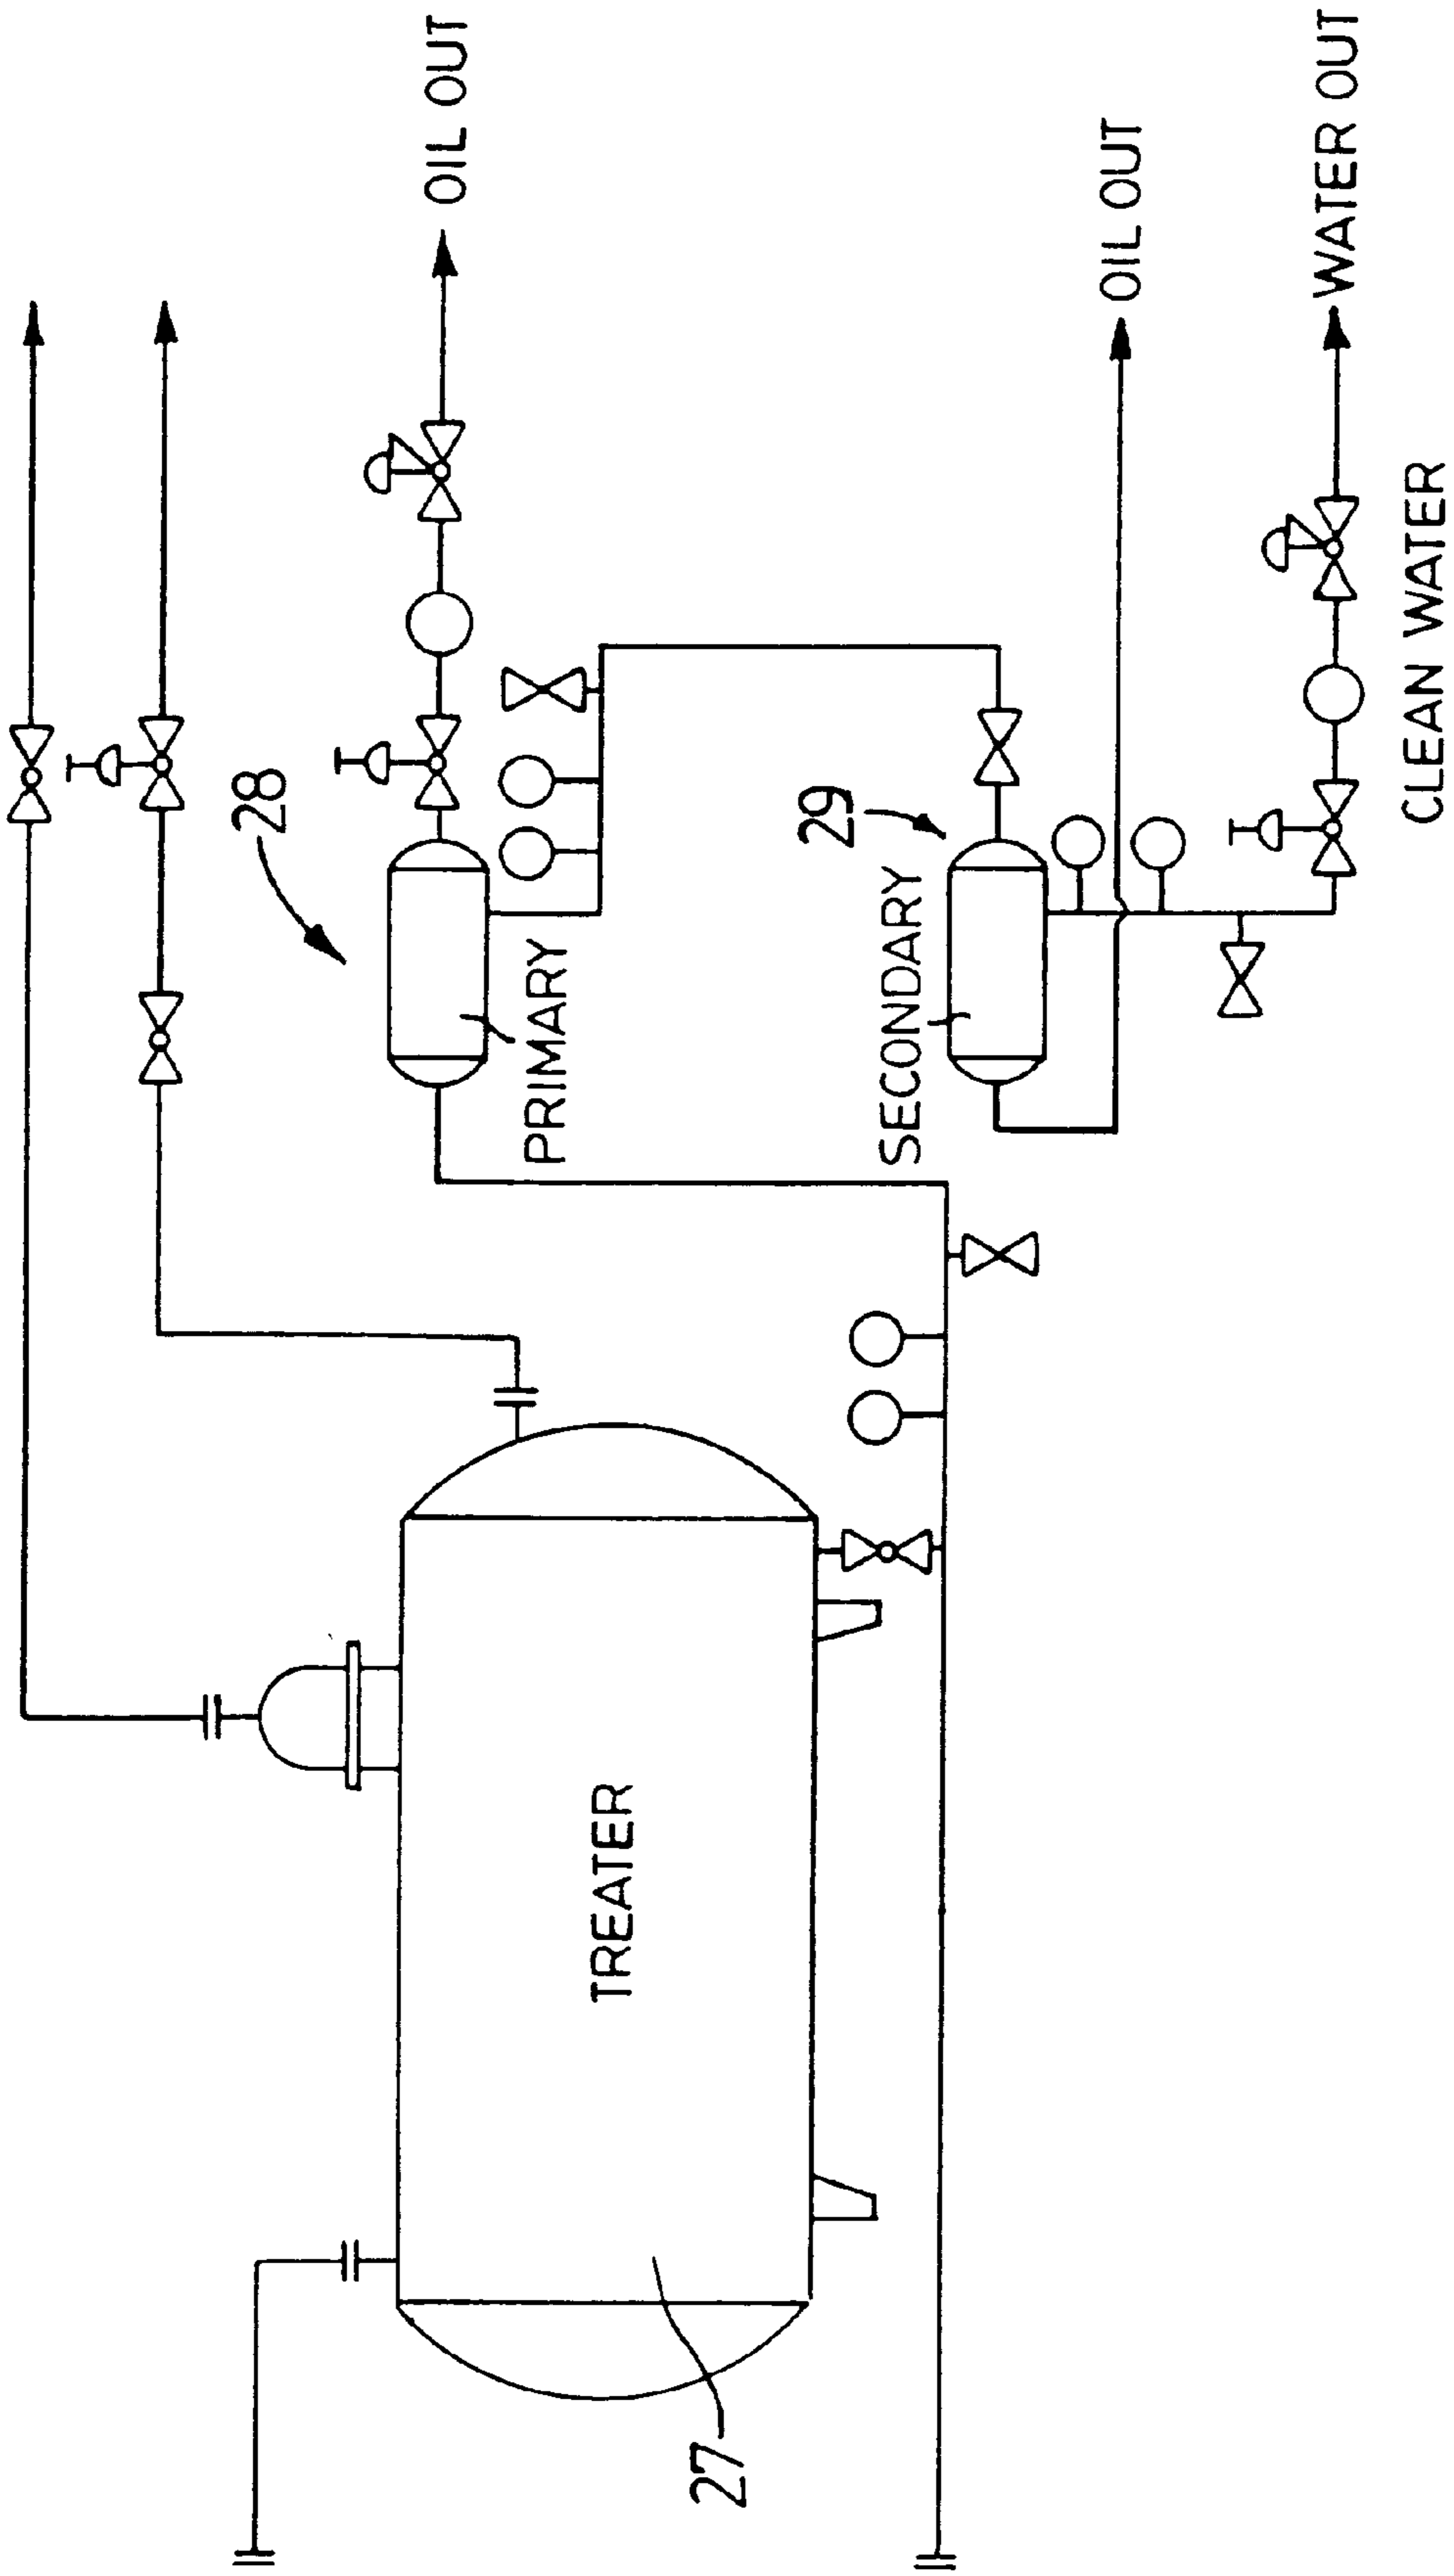 OIL OUT
28
PRIMARY
TREATER
27
SECONDARY
29
OIL OUT
WATER OUT
CLEAN WATER